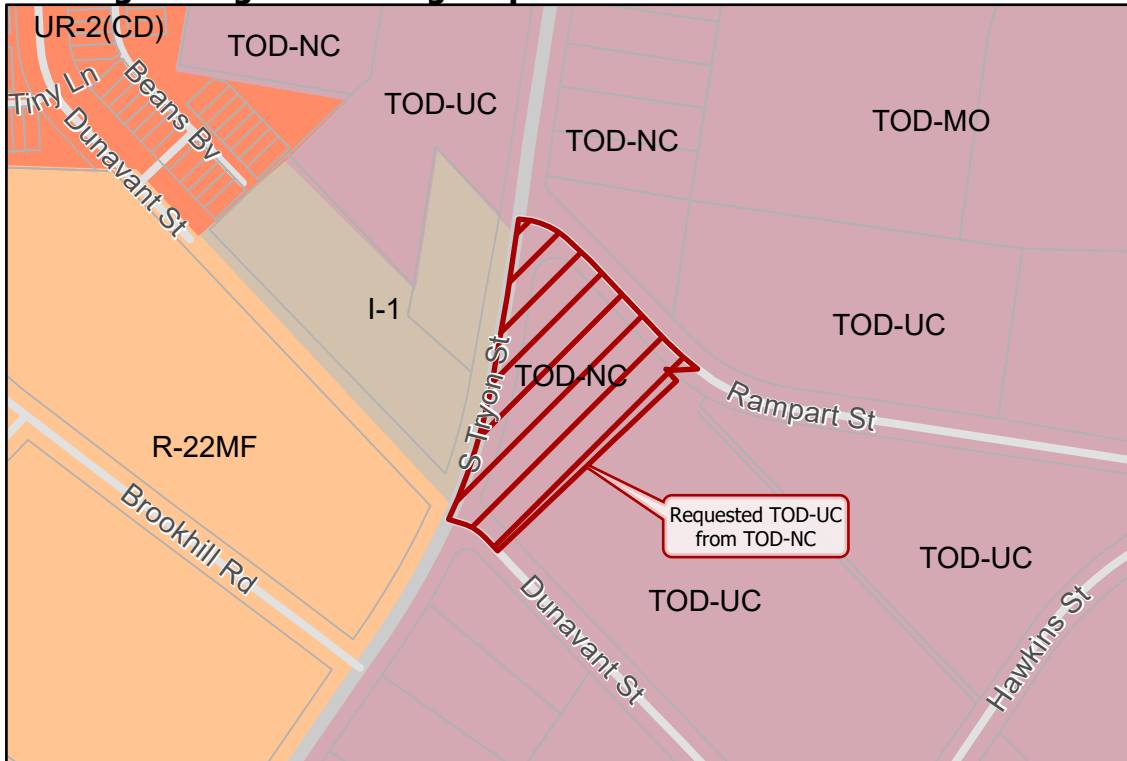 UR-2(CD)
TOD-NC
TOD-UC
TOD-NC
TOD-MO
Tiny Ln
Beans Bv
Dunavant St
I-1
TOD-UC
S Tryon St
TOD-NC
Rampart St
R-22MF
Brookhill Rd
Requested TOD-UC
from TOD-NC
TOD-UC
TOD-UC
Dunavant St
Hawkins St